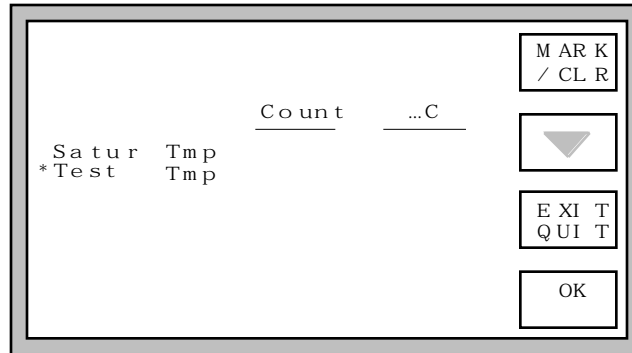 MARK
/CLR
Count …C
Satur Tmp
*Test Tmp
EXIT
QUIT
OK